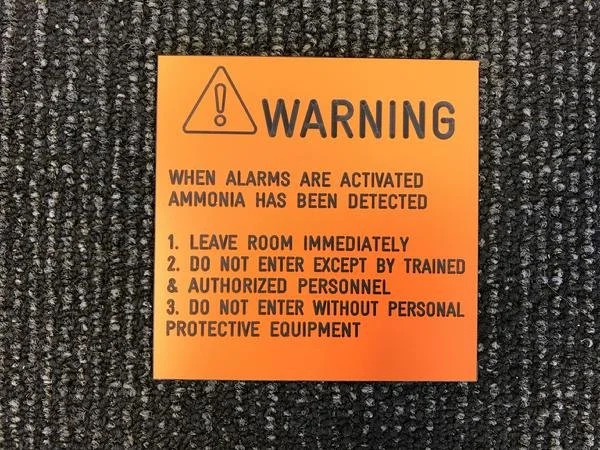 WARNING
WHEN ALARMS ARE ACTIVATED
AMMONIA HAS BEEN DETECTED
1. LEAVE ROOM IMMEDIATELY
2. DO NOT ENTER EXCEPT BY TRAINED
& AUTHORIZED PERSONNEL
3. DO NOT ENTER WITHOUT PERSONAL
PROTECTIVE EQUIPMENT